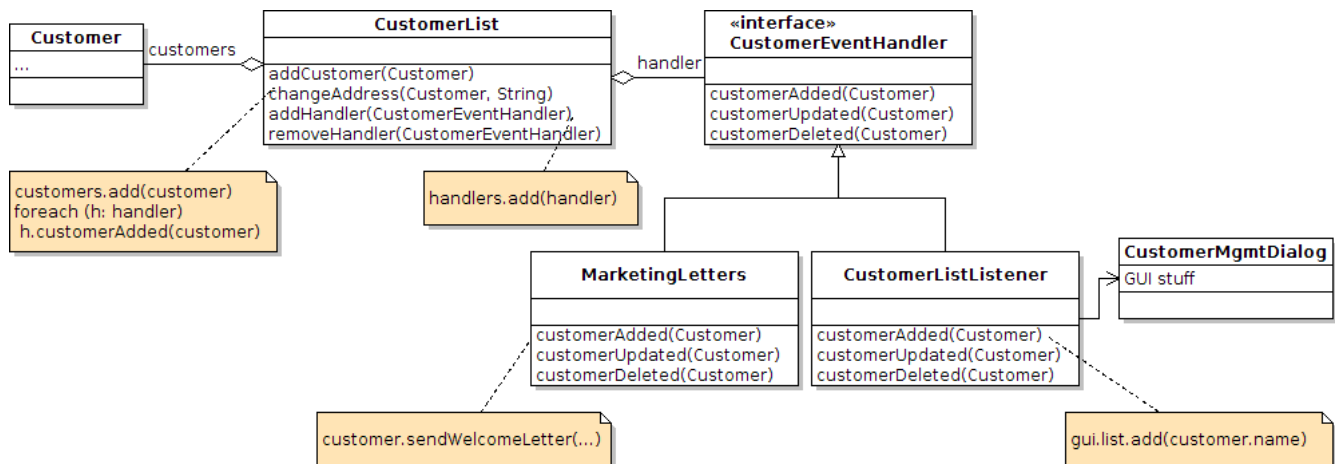 Customer
...
customers
CustomerList
addCustomer(Customer)
changeAddress(Customer, String)
addHandler(CustomerEventHandler)
removeHandler(CustomerEventHandler)
handler
«interface»
CustomerEventHandler
customerAdded(Customer)
customerUpdated(Customer)
customerDeleted(Customer)
customers.add(customer)
foreach (h: handler)
h.customerAdded(customer)
handlers.add(handler)
MarketingLetters
customerAdded(Customer)
customerUpdated(Customer)
customerDeleted(Customer)
CustomerListListener
customerAdded(Customer)
customerUpdated(Customer)
customerDeleted(Customer)
CustomerMgmtDialog
GUI stuff
customer.sendWelcomeLetter(...)
gui.list.add(customer.name)